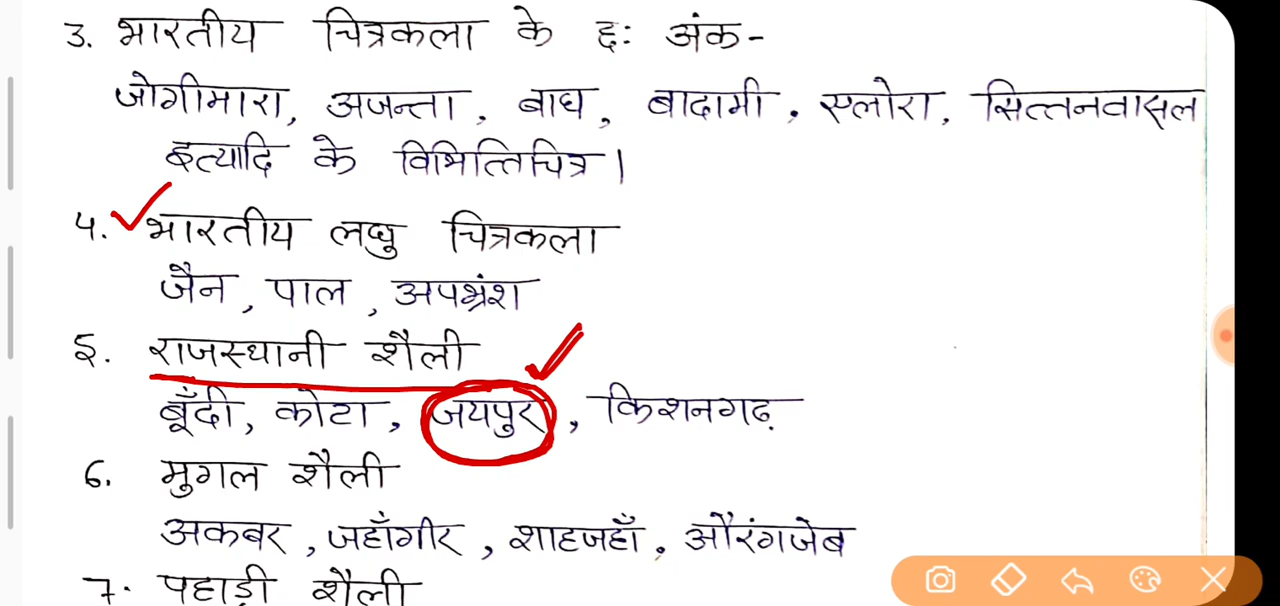 3. भारतीय चित्रकला के छः अंक-
जोगीमारा, अजन्ता, बाघ, बादामी, एलोरा, सित्तनवासल
इत्यादि के विभित्तिचित्र।
4. भारतीय लघु चित्रकला
जैन, पाल, अपभ्रंश
5. राजस्थानी शैली
बूँदी, कोटा, जयपुर, किशनगढ़
6. मुगल शैली
अकबर, जहाँगीर, शाहजहाँ, औरंगजेब
7. पहाड़ी शैली